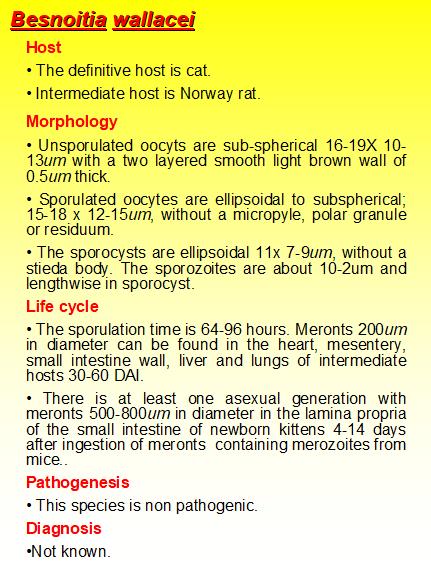 Besnoitia wallacei
Host
• The definitive host is cat.
• Intermediate host is Norway rat.
Morphology
• Unsporulated oocyts are sub-spherical 16-19X 10-
13um with a two layered smooth light brown wall of
0.5um thick.
• Sporulated oocytes are ellipsoidal to subspherical;
15-18 x 12-15um, without a micropyle, polar granule
or residuum.
• The sporocysts are ellipsoidal 11x 7-9um, without a
stieda body. The sporozoites are about 10-2um and
lengthwise in sporocyst.
Life cycle
• The sporulation time is 64-96 hours. Meronts 200um
in diameter can be found in the heart, mesentery,
small intestine wall, liver and lungs of intermediate
hosts 30-60 DAI.
• There is at least one asexual generation with
meronts 500-800um in diameter in the lamina propria
of the small intestine of newborn kittens 4-14 days
after ingestion of meronts containing merozoites from
mice..
Pathogenesis
• This species is non pathogenic.
Diagnosis
•Not known.